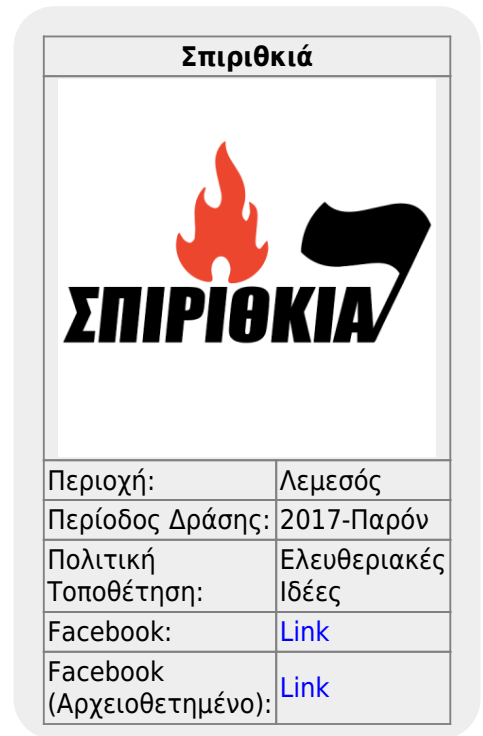 Σπιριθκιά
ΣΠΙΡΙΘΚΙΑ
Περιοχή: Λεμεσός
Περίοδος Δράσης: 2017-Παρόν
Πολιτική
Τοποθέτηση:
Ελευθεριακές
Ιδέες
Facebook: Link
Facebook
(Αρχειοθετημένο):
Link